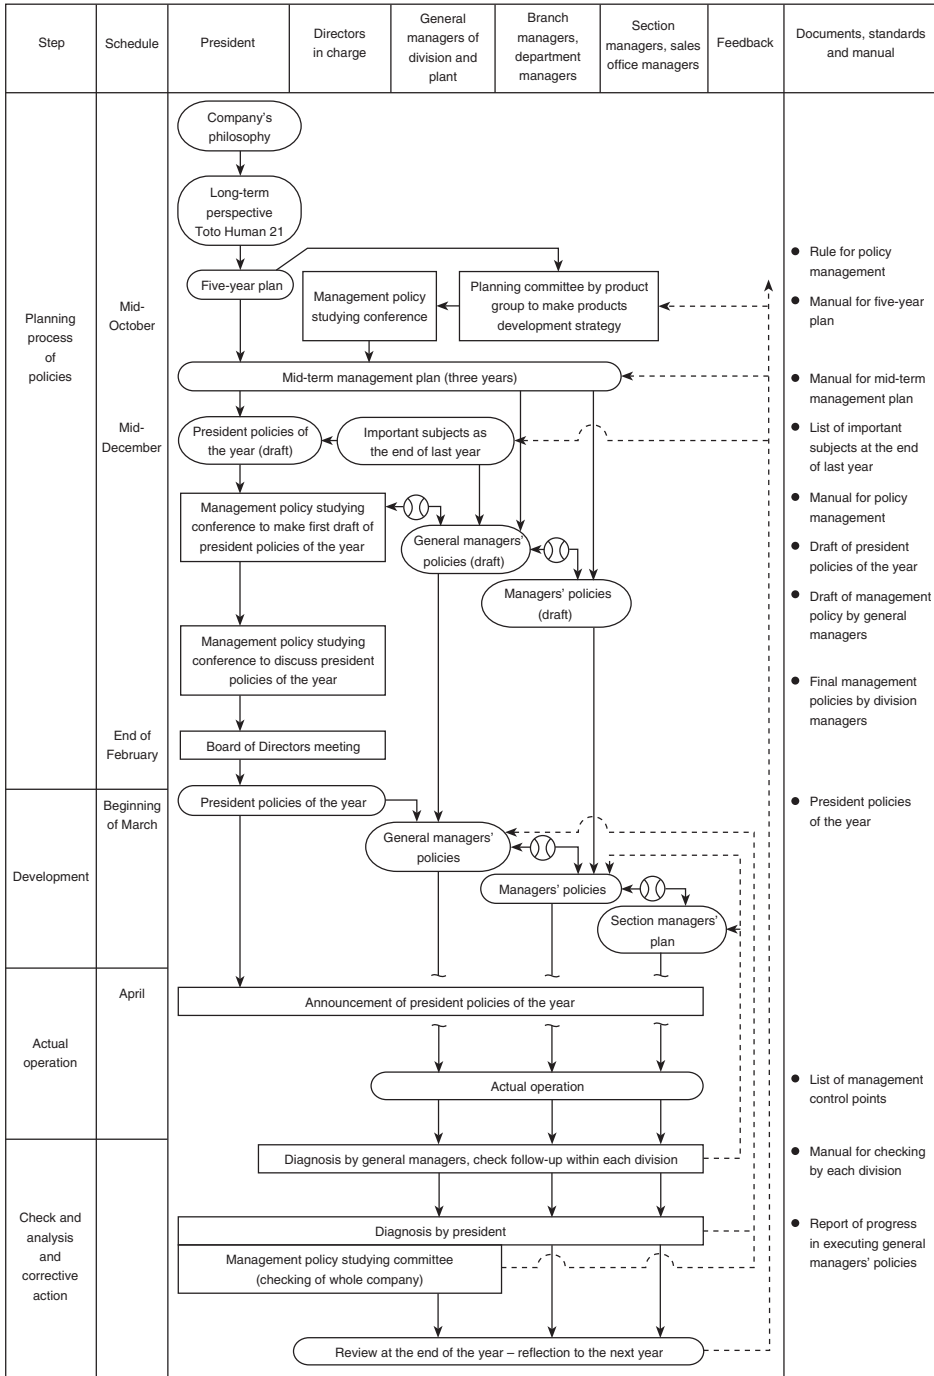 Step
Schedule
President
Directors
in charge
General
managers of
division and
plant
Branch
managers,
department
managers
Section
managers, sales
office managers
Feedback
Documents, standards
and manual
Planning
process
of
policies
Mid-
October
Mid-
December
End of
February
Company's
philosophy
Long-term
perspective
Toto Human 21
Five-year plan
Management policy
studying conference
Planning committee by product
group to make products
development strategy
Mid-term management plan (three years)
President policies of
the year (draft)
Important subjects as
the end of last year
Management policy studying
conference to make first draft of
president policies of the year
General managers'
policies (draft)
Managers' policies
(draft)
Management policy studying
conference to discuss president
policies of the year
Board of Directors meeting
● Rule for policy
management
● Manual for five-year
plan
● Manual for mid-term
management plan
● List of important
subjects at the end
of last year
● Manual for policy
management
● Draft of president
policies of the year
● Draft of management
policy by general
managers
● Final management
policies by division
managers
Development
Beginning
of March
President policies of the year
General managers'
policies
Managers' policies
Section managers'
plan
● President policies
of the year
Actual
operation
April
Announcement of president policies of the year
Actual operation
● List of management
control points
Check and
analysis
and
corrective
action
Diagnosis by general managers, check follow-up within each division
Diagnosis by president
Management policy studying committee
(checking of whole company)
Review at the end of the year – reflection to the next year
● Manual for checking
by each division
● Report of progress
in executing general
managers' policies